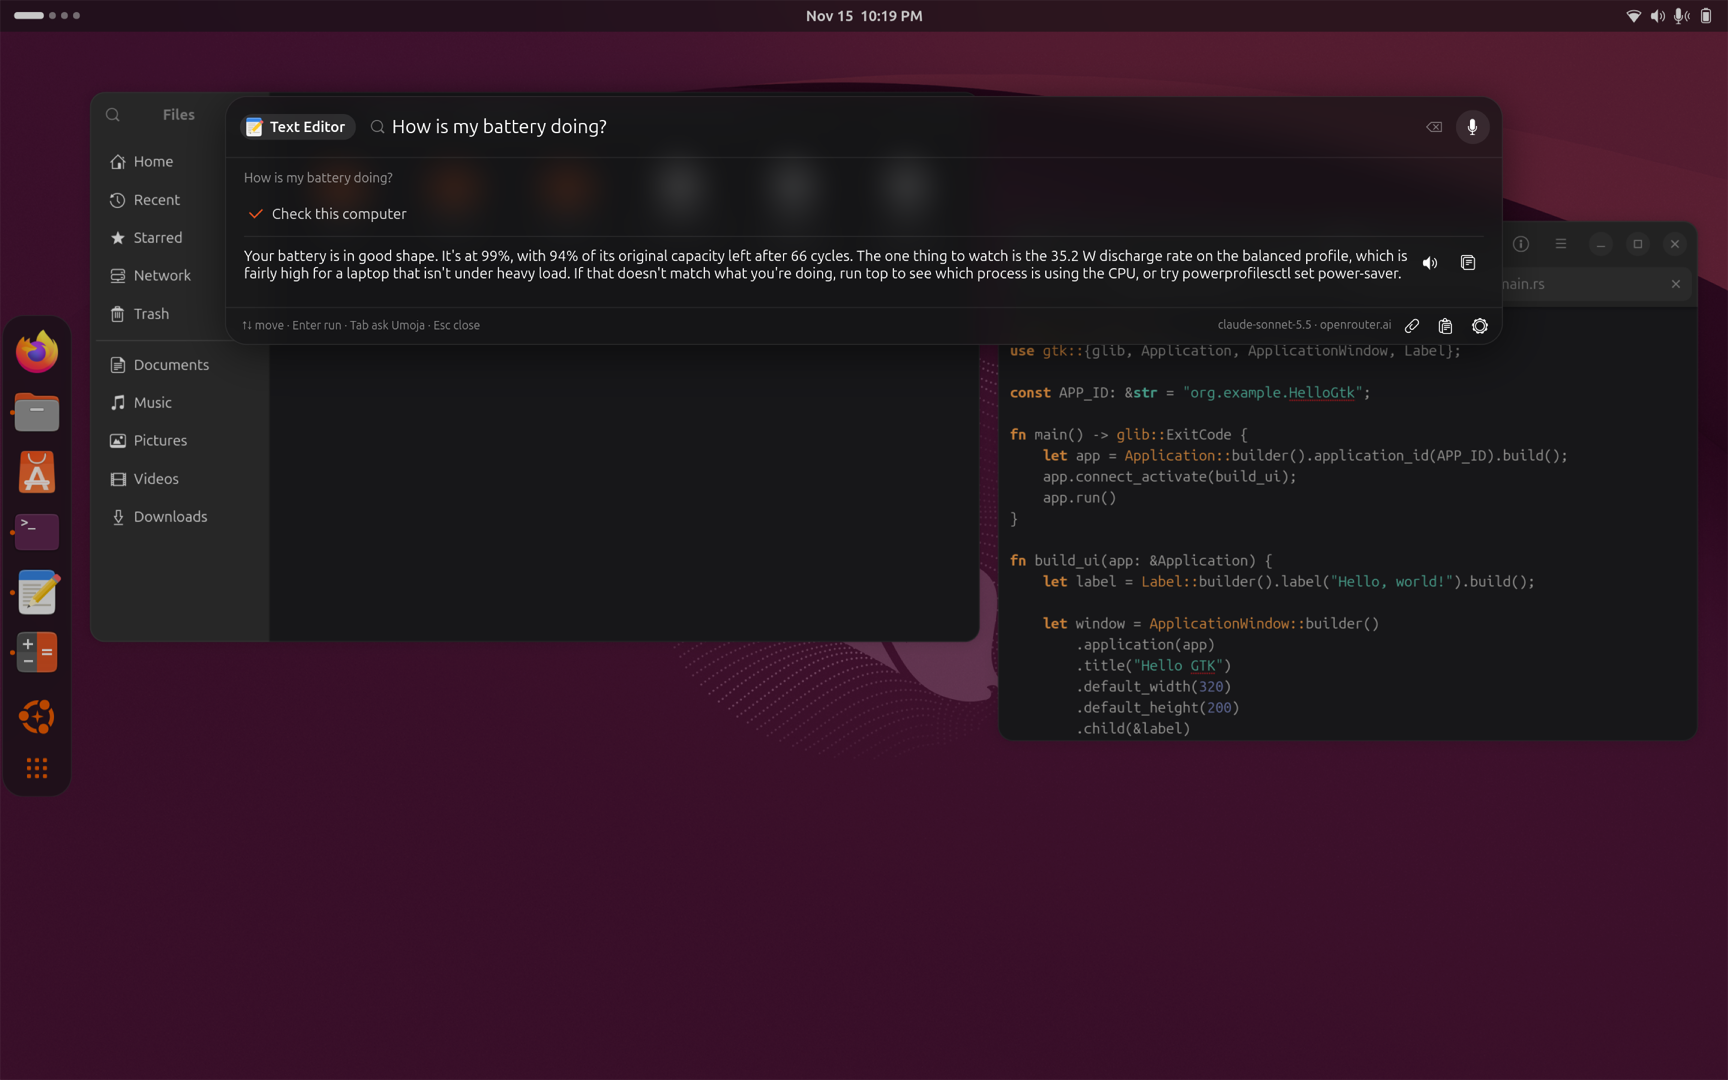 Nov 15 10:19 PM
Files
Home
Recent
Starred
Network
Trash
Documents
Music
Pictures
Videos
Downloads
Text Editor
How is my battery doing?
How is my battery doing?
Check this computer
Your battery is in good shape. It's at 99%, with 94% of its original capacity left after 66 cycles. The one thing to watch is the 35.2 W discharge rate on the balanced profile, which is
fairly high for a laptop that isn't under heavy load. If that doesn't match what you're doing, run top to see which process is using the CPU, or try powerprofilesctl set power-saver.
↑↓ move · Enter run · Tab ask Umoja · Esc close
claude-sonnet-5.5 · openrouter.ai
main.rs
use gtk::{glib, Application, ApplicationWindow, Label};
const APP_ID: &str = "org.example.HelloGtk";
fn main() -> glib::ExitCode {
let app = Application::builder().application_id(APP_ID).build();
app.connect_activate(build_ui);
app.run()
}
fn build_ui(app: &Application) {
let label = Label::builder().label("Hello, world!").build();
let window = ApplicationWindow::builder()
.application(app)
.title("Hello GTK")
.default_width(320)
.default_height(200)
.child(&label)